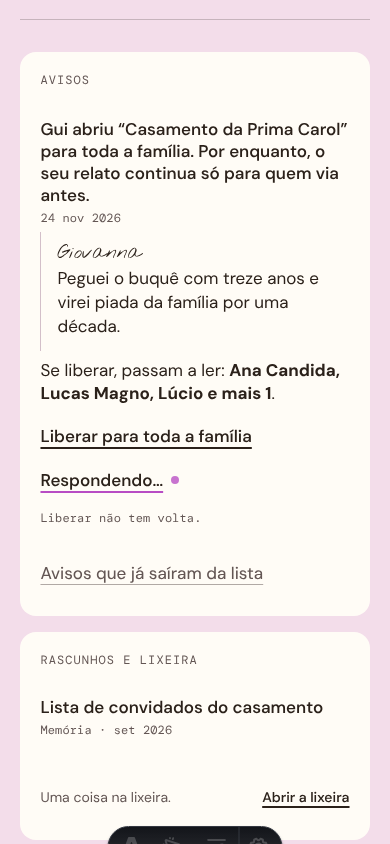 AVISOS
Gui abriu “Casamento da Prima Carol”
para toda a família. Por enquanto, o
seu relato continua só para quem via
antes.
24 nov 2026
Giovanna
Peguei o buquê com treze anos e
virei piada da família por uma
década.
Se liberar, passam a ler: Ana Candida,
Lucas Magno, Lúcio e mais 1.
Liberar para toda a família
Respondendo…
Liberar não tem volta.
Avisos que já saíram da lista
RASCUNHOS E LIXEIRA
Lista de convidados do casamento
Memória · set 2026
Uma coisa na lixeira. Abrir a lixeira